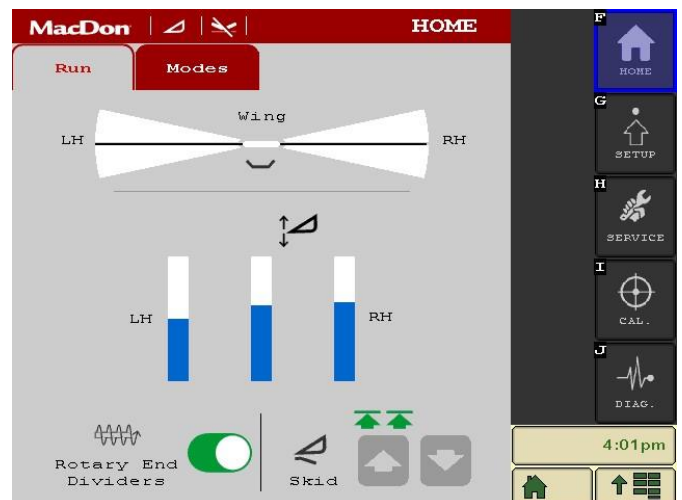 MacDon HOME
Run Modes
Wing
LH RH
LH RH
Rotary End
Dividers
Skid
F
HOME
G
SETUP
H
SERVICE
I
CAL.
J
DIAG.
4:01pm